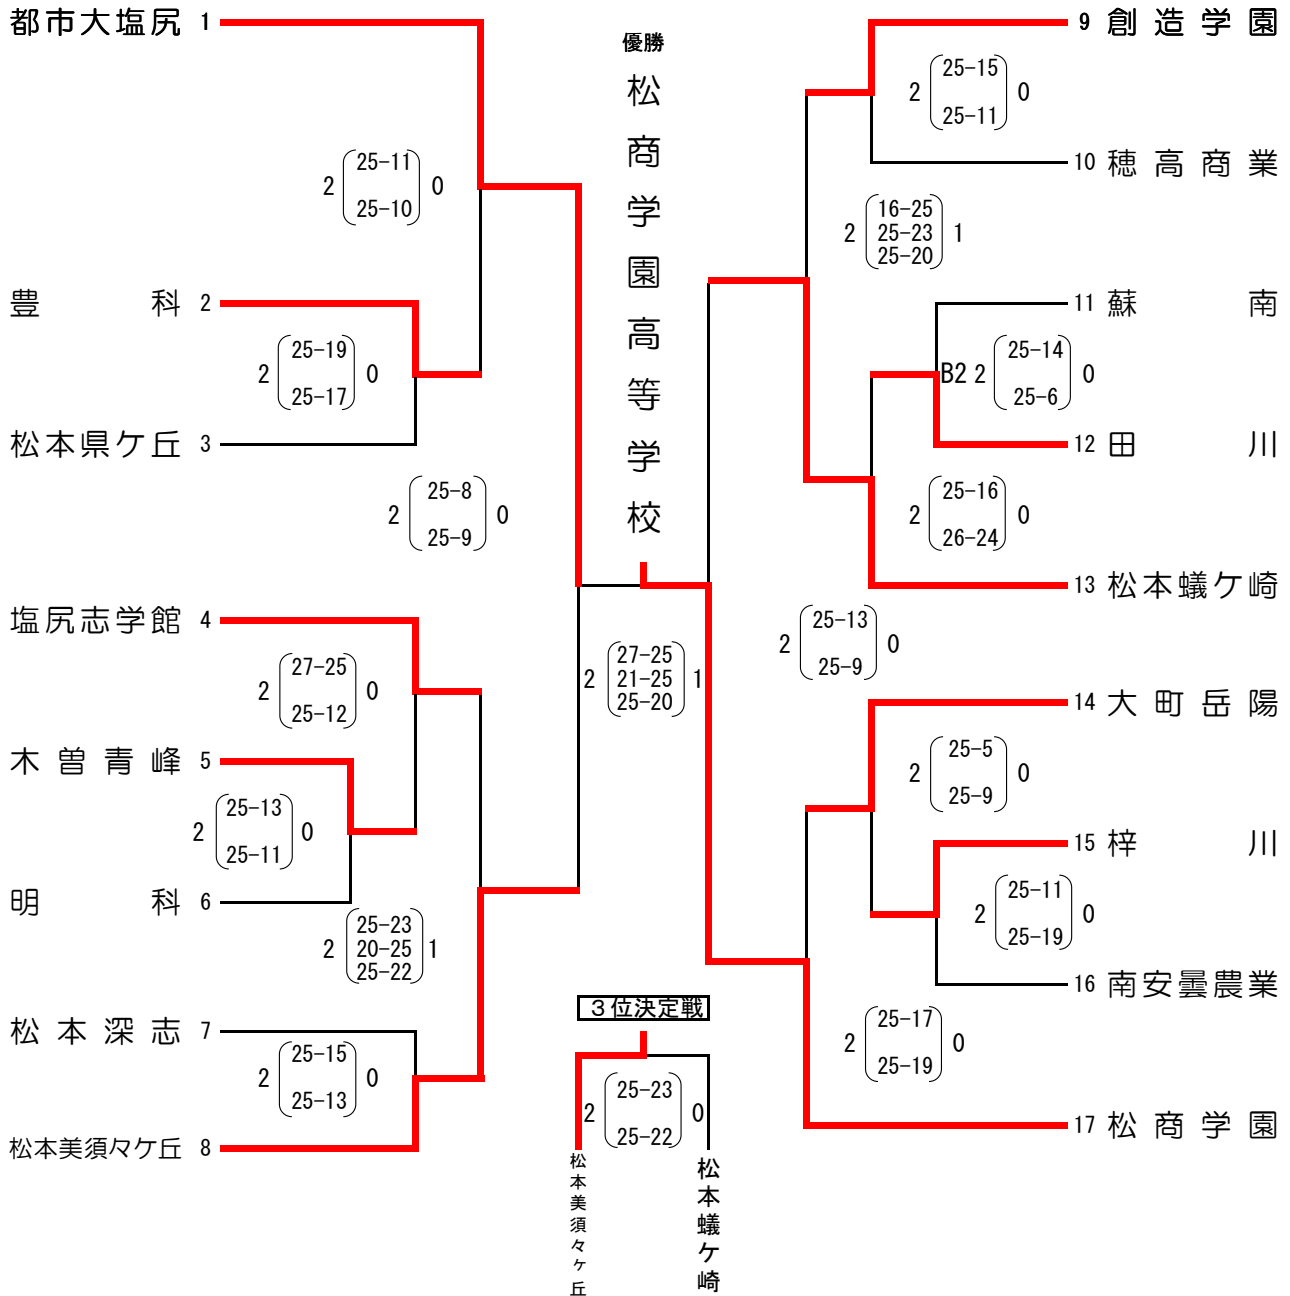 都市大塩尻 1
2 25-11 25-10 0
豊科 2
2 25-19 25-17 0
松本県ケ丘 3
2 25-8 25-9 0
塩尻志学館 4
2 27-25 25-12 0
木曽青峰 5
2 25-13 25-11 0
明科 6
2 25-23 20-25 25-22 1
松本深志 7
2 25-15 25-13 0
松本美須々ケ丘 8
優勝
松商学園高等学校
2 27-25 21-25 25-20 1
3位決定戦
2 25-23 25-22 0
松本美須々ヶ丘
松本蟻ケ崎
9 創造学園
2 25-15 25-11 0
10 穂高商業
2 16-25 25-23 25-20 1
11 蘇南
B2 2 25-14 25-6 0
12 田川
2 25-16 26-24 0
13 松本蟻ケ崎
2 25-13 25-9 0
14 大町岳陽
2 25-5 25-9 0
15 梓川
2 25-11 25-19 0
16 南安曇農業
2 25-17 25-19 0
17 松商学園